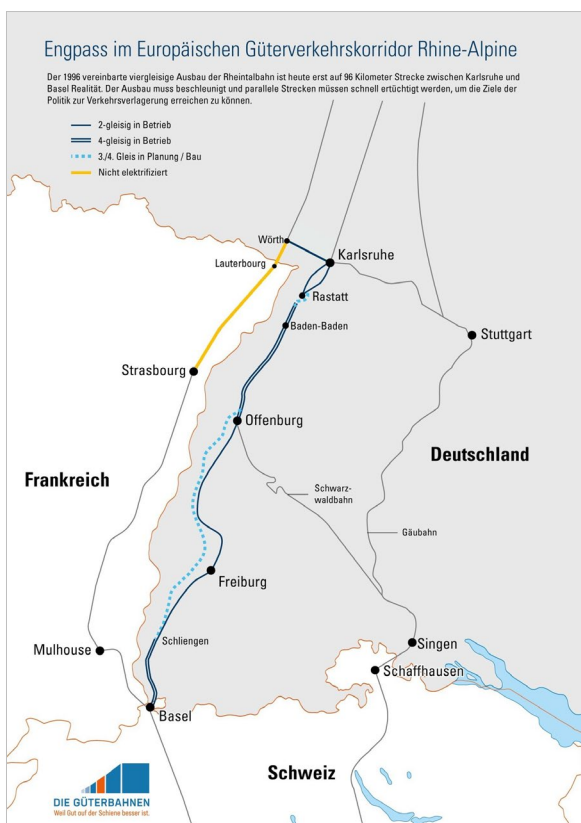 Engpass im Europäischen Güterverkehrskorridor Rhine-Alpine
Der 1996 vereinbarte viergleisige Ausbau der Rheintalbahn ist heute erst auf 96 Kilometer Strecke zwischen Karlsruhe und
Basel Realität. Der Ausbau muss beschleunigt und parallele Strecken müssen schnell ertüchtigt werden, um die Ziele der
Politik zur Verkehrsverlagerung erreichen zu können.
2-gleisig in Betrieb
4-gleisig in Betrieb
3./4. Gleis in Planung / Bau
Nicht elektrifiziert
Wörth
Karlsruhe
Lauterbourg
Rastatt
Baden-Baden
Stuttgart
Strasbourg
Offenburg
Deutschland
Frankreich
Schwarz-
waldbahn
Gäubahn
Freiburg
Schliengen
Singen
Mulhouse
Schaffhausen
Basel
Schweiz
DIE GÜTERBAHNEN
Weil Gut auf der Schiene besser ist.